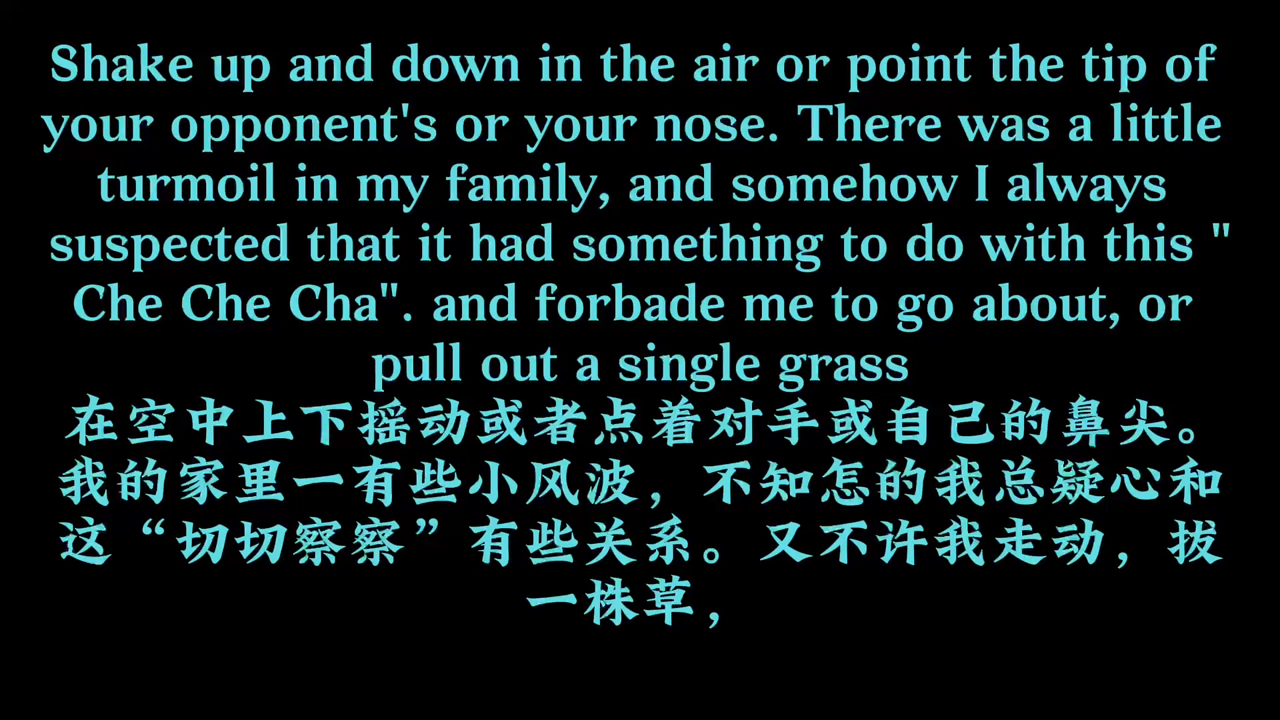 Shake up and down in the air or point the tip of
your opponent's or your nose. There was a little
turmoil in my family, and somehow I always
suspected that it had something to do with this "
Che Che Cha". and forbade me to go about, or
pull out a single grass
在空中上下摇动或者点着对手或自己的鼻尖。
我的家里一有些小风波，不知怎的我总疑心和
这“切切察察”有些关系。又不许我走动，拔
一株草，